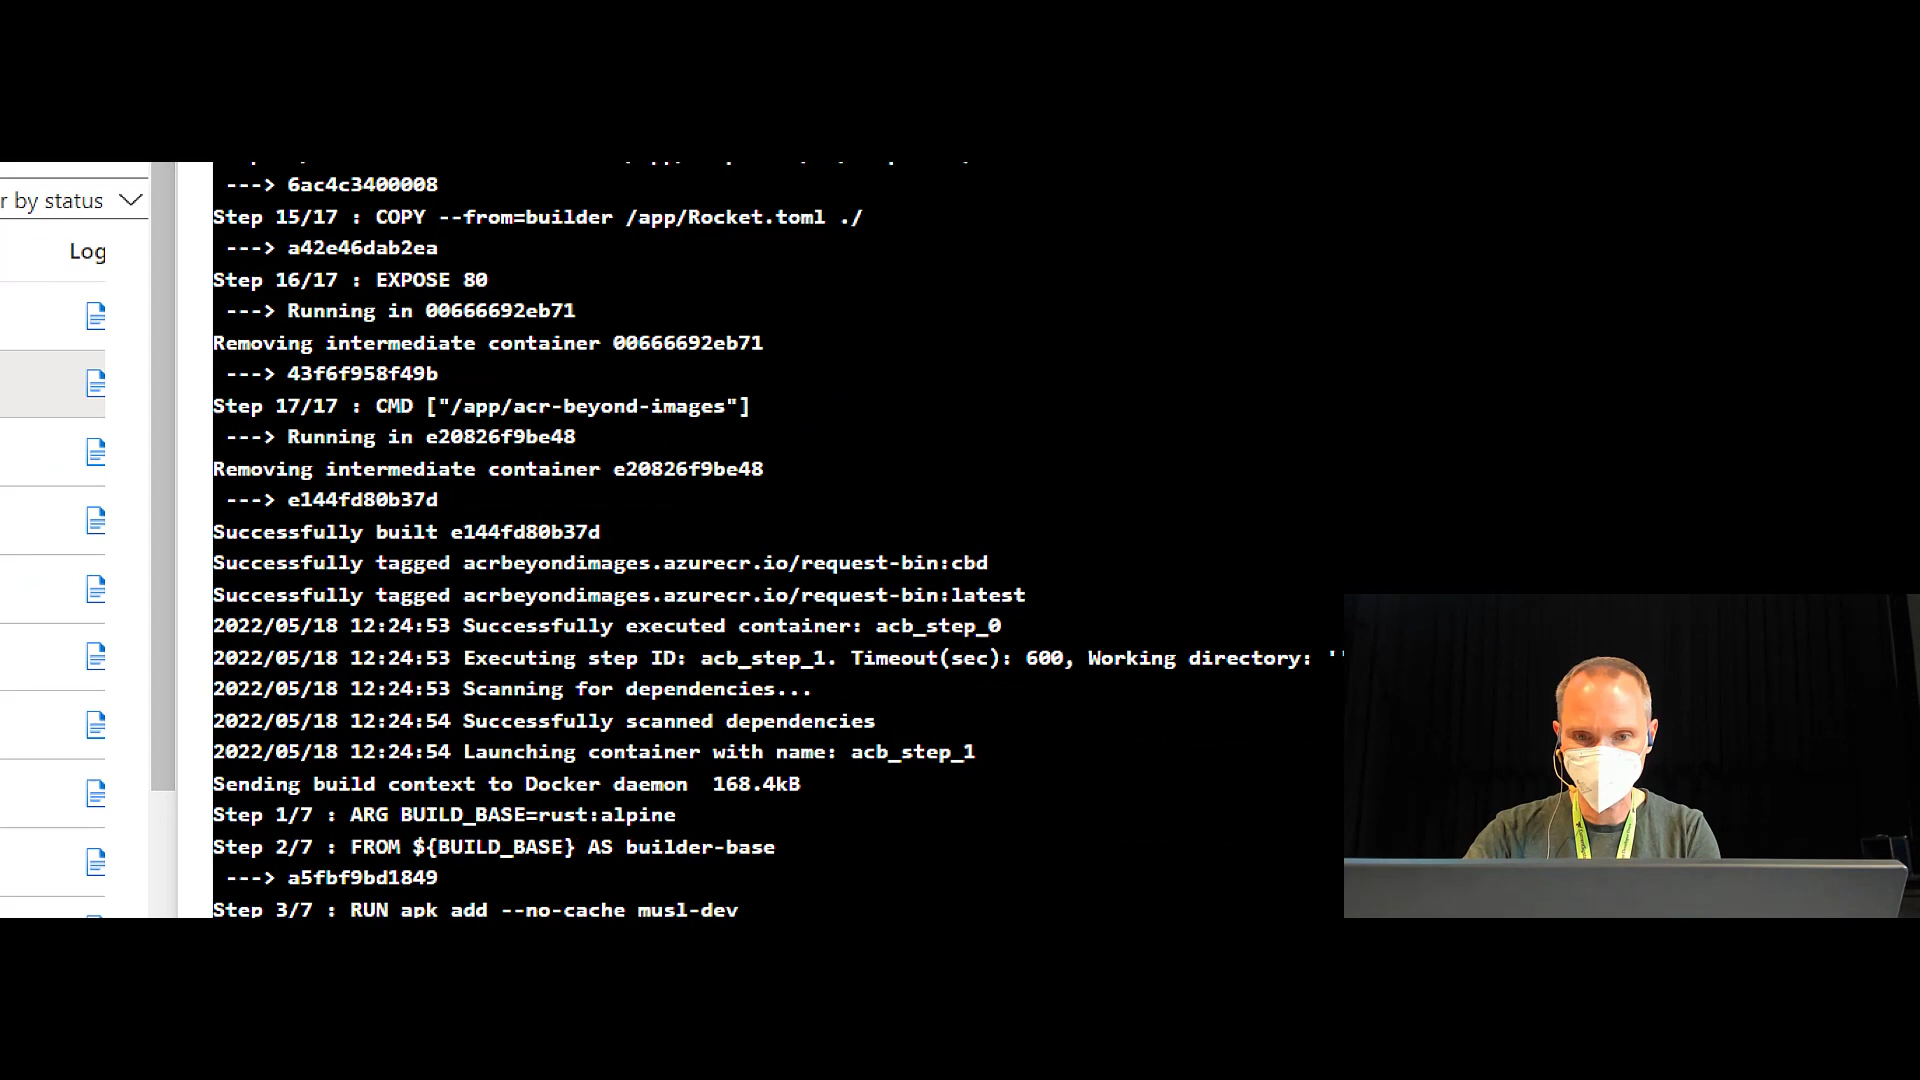 r by status
Log
---> 6ac4c3400008
Step 15/17 : COPY --from=builder /app/Rocket.toml ./
---> a42e46dab2ea
Step 16/17 : EXPOSE 80
---> Running in 00666692eb71
Removing intermediate container 00666692eb71
---> 43f6f958f49b
Step 17/17 : CMD ["/app/acr-beyond-images"]
---> Running in e20826f9be48
Removing intermediate container e20826f9be48
---> e144fd80b37d
Successfully built e144fd80b37d
Successfully tagged acrbeyondimages.azurecr.io/request-bin:cbd
Successfully tagged acrbeyondimages.azurecr.io/request-bin:latest
2022/05/18 12:24:53 Successfully executed container: acb_step_0
2022/05/18 12:24:53 Executing step ID: acb_step_1. Timeout(sec): 600, Working directory: ''
2022/05/18 12:24:53 Scanning for dependencies...
2022/05/18 12:24:54 Successfully scanned dependencies
2022/05/18 12:24:54 Launching container with name: acb_step_1
Sending build context to Docker daemon  168.4kB
Step 1/7 : ARG BUILD_BASE=rust:alpine
Step 2/7 : FROM ${BUILD_BASE} AS builder-base
---> a5fbf9bd1849
Step 3/7 : RUN apk add --no-cache musl-dev